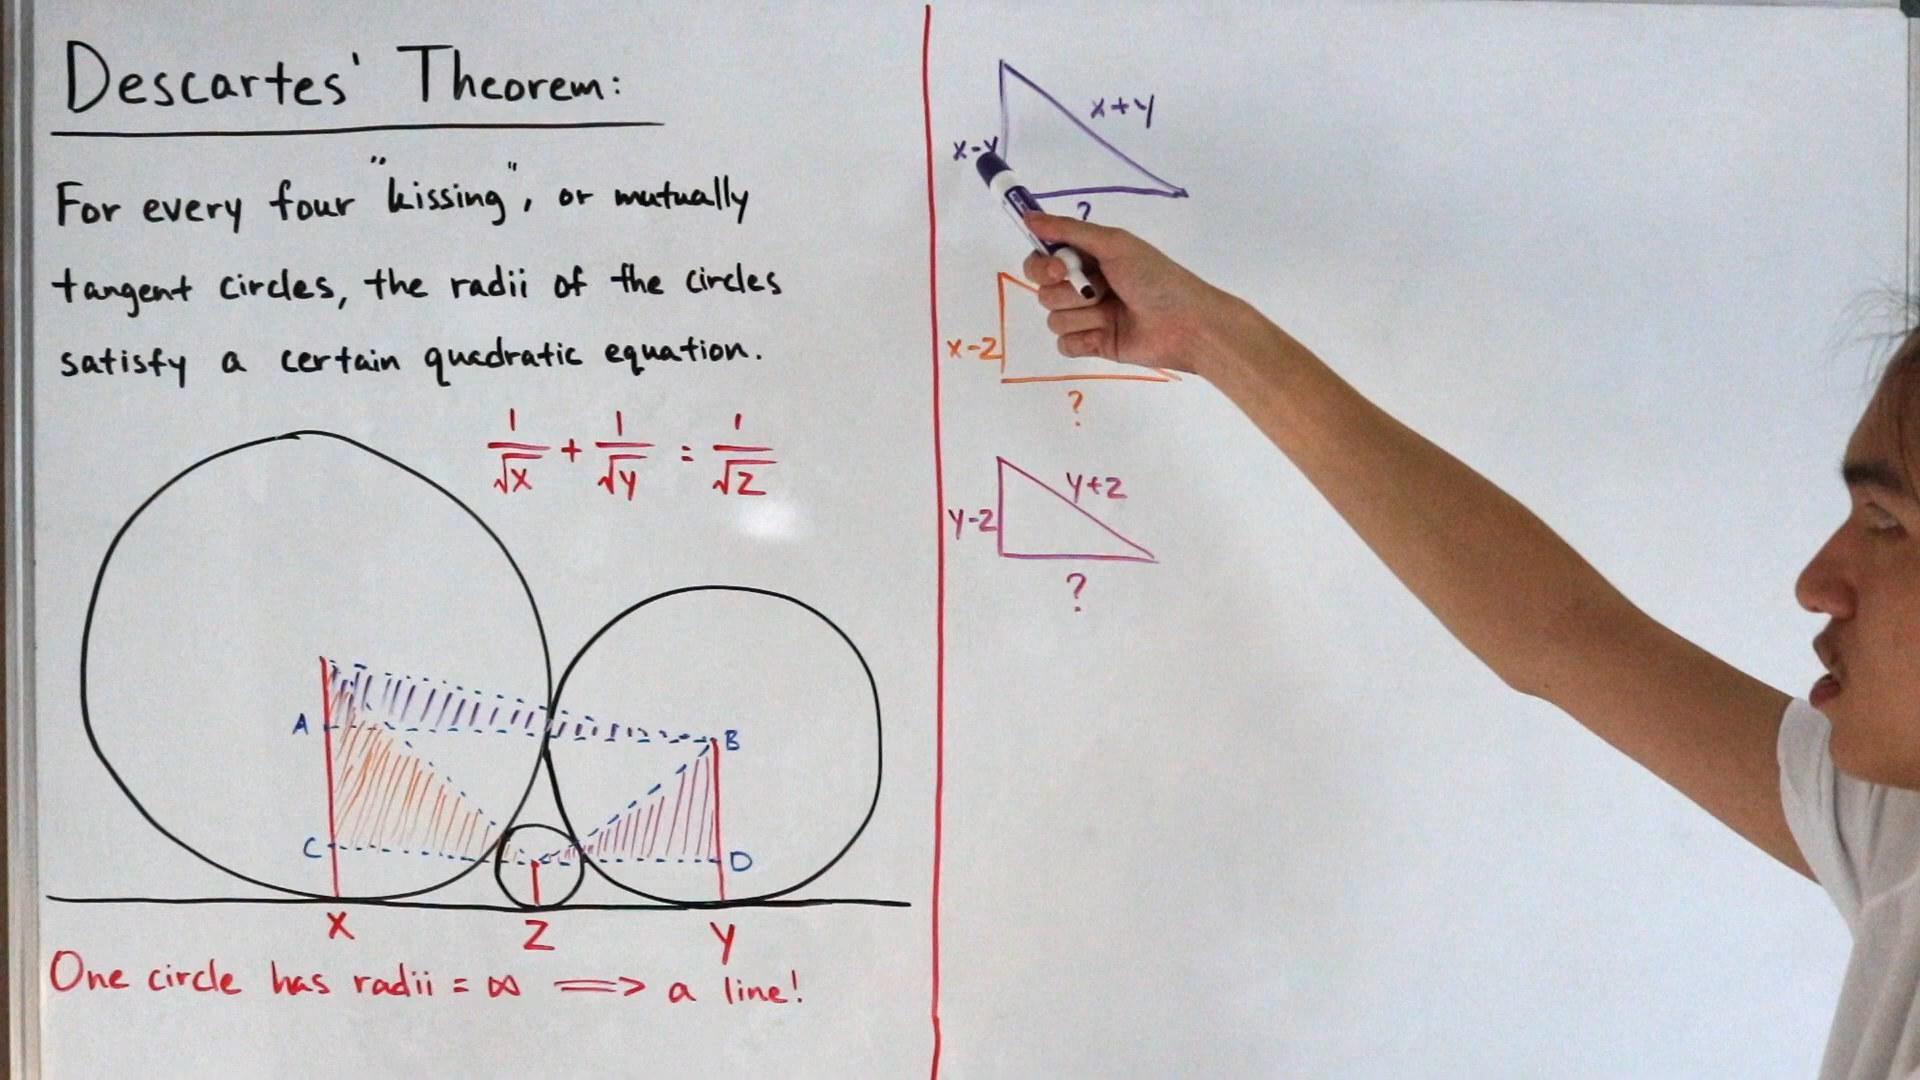 Descartes' Theorem:
For every four "kissing", or mutually
tangent circles, the radii of the circles
satisfy a certain quadratic equation.
1/√x + 1/√y = 1/√z
A
B
C
D
X
Z
Y
One circle has radii = ∞ ⟹ a line!
x+y
x-y
?
x-z
?
y+z
y-z
?